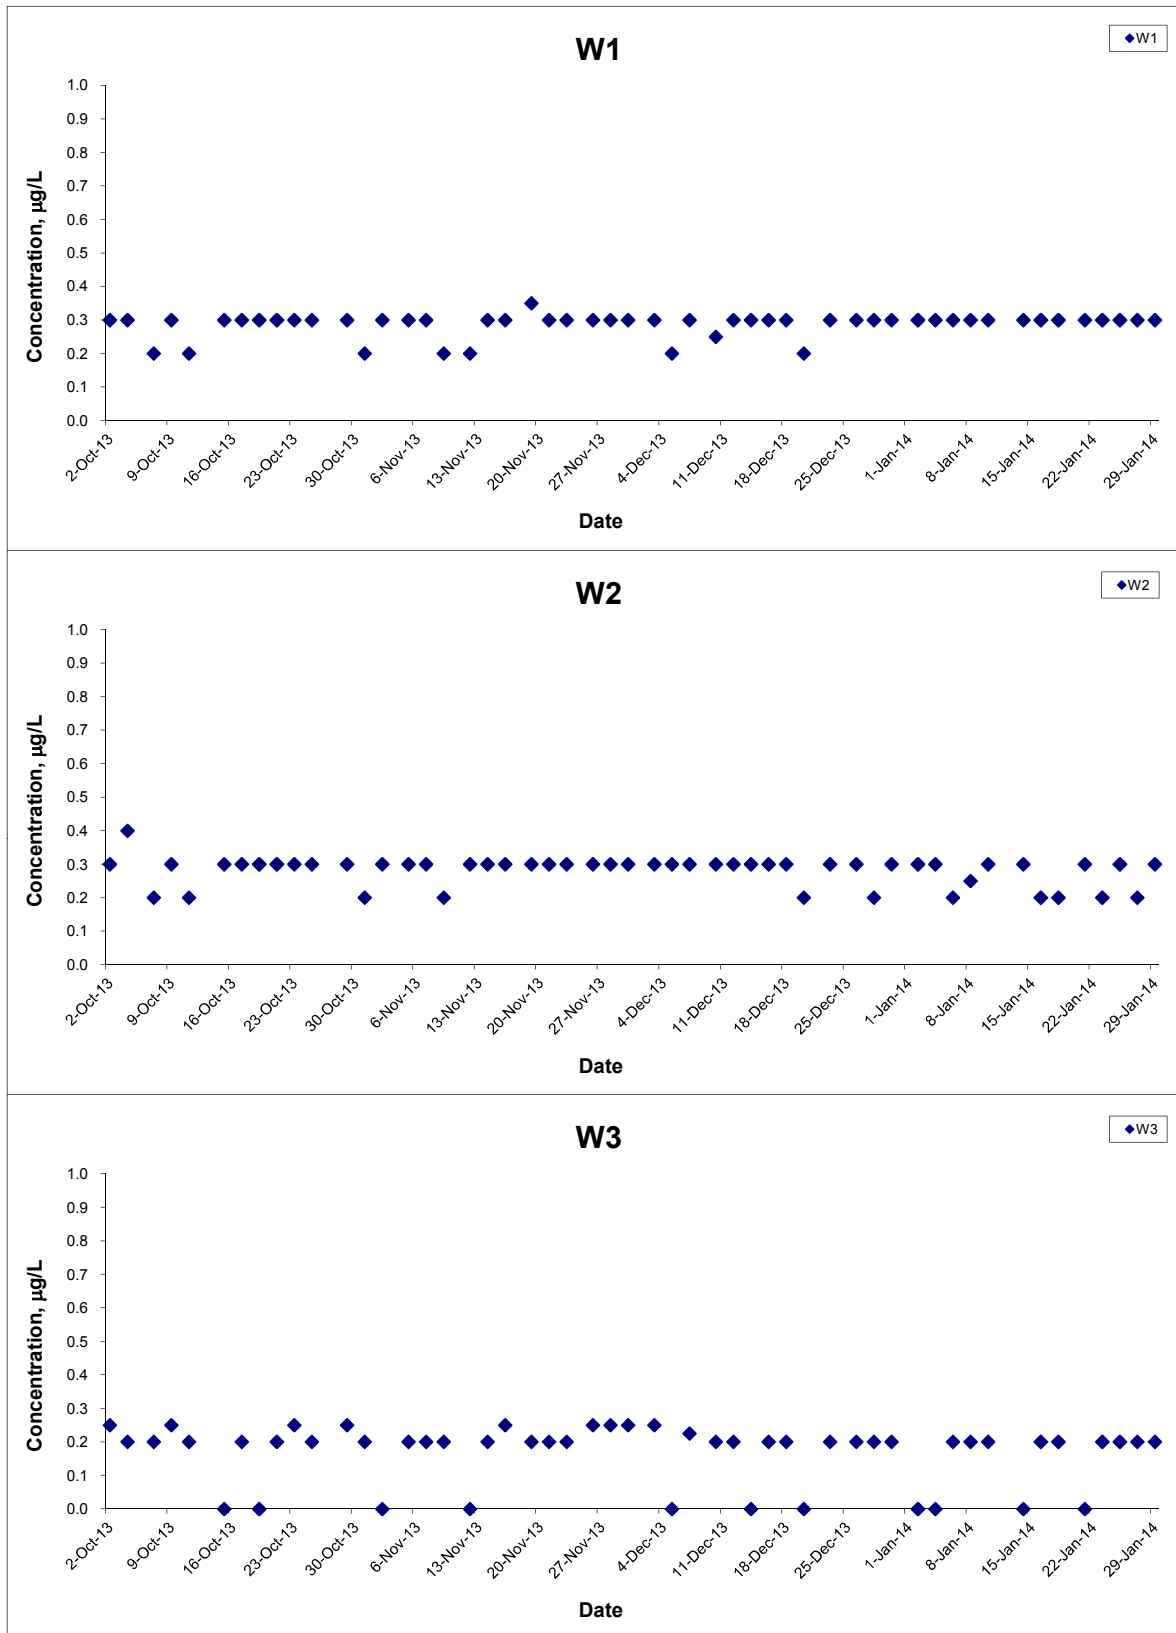 W1
W1
1.0
0.9
0.8
0.7
0.6
0.5
0.4
0.3
0.2
0.1
0.0
Concentration, µg/L
2-Oct-13
9-Oct-13
16-Oct-13
23-Oct-13
30-Oct-13
6-Nov-13
13-Nov-13
20-Nov-13
27-Nov-13
4-Dec-13
11-Dec-13
18-Dec-13
25-Dec-13
1-Jan-14
8-Jan-14
15-Jan-14
22-Jan-14
29-Jan-14
Date
W2
W2
1.0
0.9
0.8
0.7
0.6
0.5
0.4
0.3
0.2
0.1
0.0
Concentration, µg/L
2-Oct-13
9-Oct-13
16-Oct-13
23-Oct-13
30-Oct-13
6-Nov-13
13-Nov-13
20-Nov-13
27-Nov-13
4-Dec-13
11-Dec-13
18-Dec-13
25-Dec-13
1-Jan-14
8-Jan-14
15-Jan-14
22-Jan-14
29-Jan-14
Date
W3
W3
1.0
0.9
0.8
0.7
0.6
0.5
0.4
0.3
0.2
0.1
0.0
Concentration, µg/L
2-Oct-13
9-Oct-13
16-Oct-13
23-Oct-13
30-Oct-13
6-Nov-13
13-Nov-13
20-Nov-13
27-Nov-13
4-Dec-13
11-Dec-13
18-Dec-13
25-Dec-13
1-Jan-14
8-Jan-14
15-Jan-14
22-Jan-14
29-Jan-14
Date